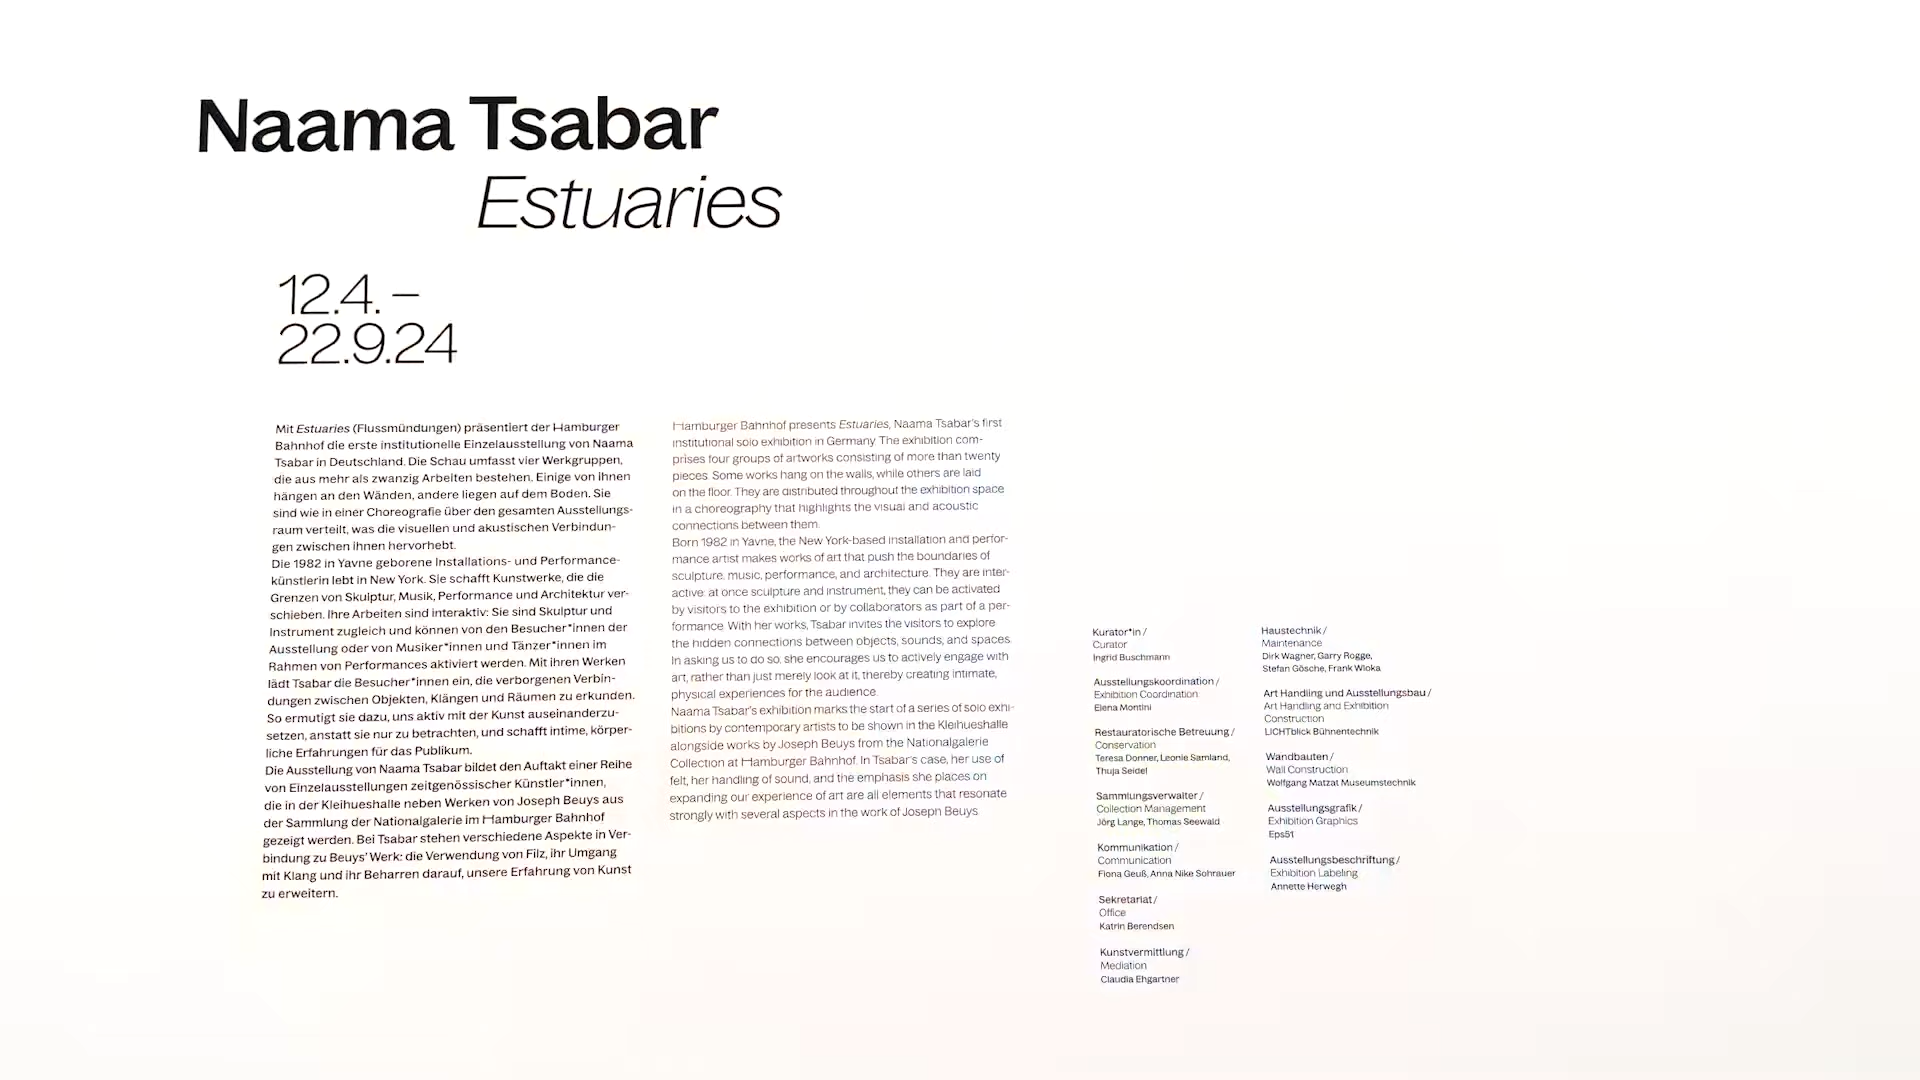 Naama Tsabar
Estuaries
12.4. –
22.9.24
Mit Estuaries (Flussmündungen) präsentiert der Hamburger
Bahnhof die erste institutionelle Einzelausstellung von Naama
Tsabar in Deutschland. Die Schau umfasst vier Werkgruppen,
die aus mehr als zwanzig Arbeiten bestehen. Einige von ihnen
hängen an den Wänden, andere liegen auf dem Boden. Sie
sind wie in einer Choreografie über den gesamten Ausstellungs-
raum verteilt, was die visuellen und akustischen Verbindun-
gen zwischen ihnen hervorhebt.
Die 1982 in Yavne geborene Installations- und Performance-
künstlerin lebt in New York. Sie schafft Kunstwerke, die die
Grenzen von Skulptur, Musik, Performance und Architektur ver-
schieben. Ihre Arbeiten sind interaktiv: Sie sind Skulptur und
Instrument zugleich und können von den Besucher*innen der
Ausstellung oder von Musiker*innen und Tänzer*innen im
Rahmen von Performances aktiviert werden. Mit ihren Werken
lädt Tsabar die Besucher*innen ein, die verborgenen Verbin-
dungen zwischen Objekten, Klängen und Räumen zu erkunden.
So ermutigt sie dazu, uns aktiv mit der Kunst auseinanderzu-
setzen, anstatt sie nur zu betrachten, und schafft intime, körper-
liche Erfahrungen für das Publikum.
Die Ausstellung von Naama Tsabar bildet den Auftakt einer Reihe
von Einzelausstellungen zeitgenössischer Künstler*innen,
die in der Kleihueshalle neben Werken von Joseph Beuys aus
der Sammlung der Nationalgalerie im Hamburger Bahnhof
gezeigt werden. Bei Tsabar stehen verschiedene Aspekte in Ver-
bindung zu Beuys' Werk: die Verwendung von Filz, ihr Umgang
mit Klang und ihr Beharren darauf, unsere Erfahrung von Kunst
zu erweitern.
Hamburger Bahnhof presents Estuaries, Naama Tsabar's first
institutional solo exhibition in Germany. The exhibition com-
prises four groups of artworks consisting of more than twenty
pieces. Some works hang on the walls, while others are laid
on the floor. They are distributed throughout the exhibition space
in a choreography that highlights the visual and acoustic
connections between them.
Born 1982 in Yavne, the New York-based installation and perfor-
mance artist makes works of art that push the boundaries of
sculpture, music, performance, and architecture. They are inter-
active: at once sculpture and instrument, they can be activated
by visitors to the exhibition or by collaborators as part of a per-
formance. With her works, Tsabar invites the visitors to explore
the hidden connections between objects, sounds, and spaces.
In asking us to do so, she encourages us to actively engage with
art, rather than just merely look at it, thereby creating intimate,
physical experiences for the audience.
Naama Tsabar's exhibition marks the start of a series of solo exhi-
bitions by contemporary artists to be shown in the Kleihueshalle
alongside works by Joseph Beuys from the Nationalgalerie
Collection at Hamburger Bahnhof. In Tsabar's case, her use of
felt, her handling of sound, and the emphasis she places on
expanding our experience of art are all elements that resonate
strongly with several aspects in the work of Joseph Beuys.
Kurator*in /
Curator
Ingrid Buschmann
Ausstellungskoordination /
Exhibition Coordination
Elena Montini
Restauratorische Betreuung /
Conservation
Teresa Donner, Leonie Samland,
Thuja Seidel
Sammlungsverwalter /
Collection Management
Jörg Lange, Thomas Seewald
Kommunikation /
Communication
Fiona Geuß, Anna Nike Sohrauer
Sekretariat /
Office
Katrin Berendsen
Kunstvermittlung /
Mediation
Claudia Ehgartner
Haustechnik /
Maintenance
Dirk Wagner, Garry Rogge,
Stefan Gösche, Frank Wloka
Art Handling und Ausstellungsbau /
Art Handling and Exhibition
Construction
LICHTblick Bühnentechnik
Wandbauten /
Wall Construction
Wolfgang Matzat Museumstechnik
Ausstellungsgrafik /
Exhibition Graphics
Eps51
Ausstellungsbeschriftung /
Exhibition Labeling
Annette Herwegh